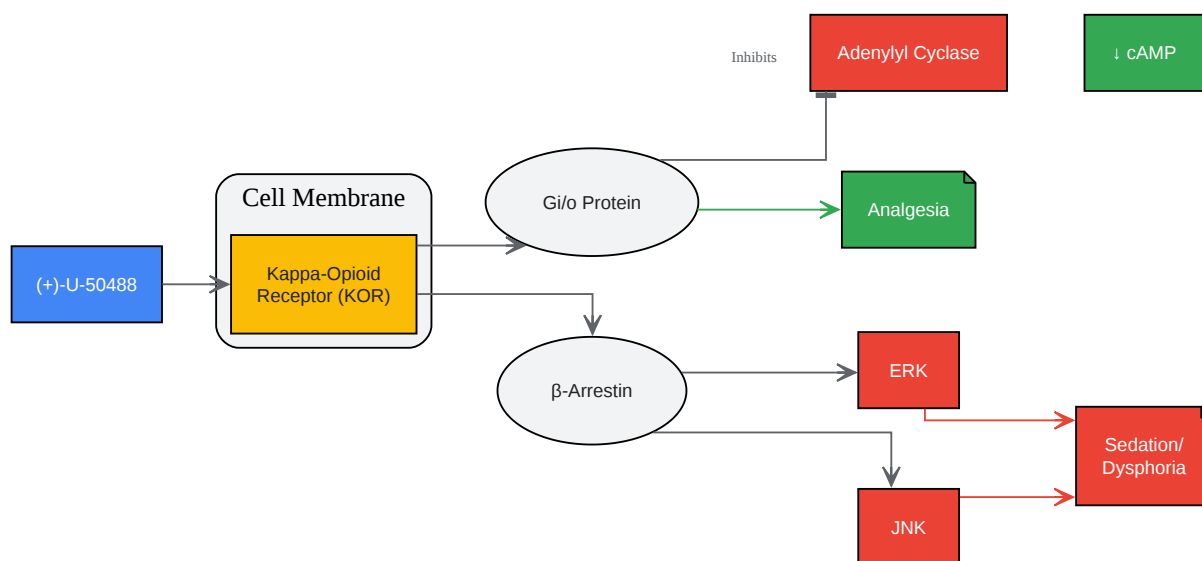 Inhibits
Adenylyl Cyclase
↓ cAMP
Cell Membrane
Gi/o Protein
Analgesia
(+)-U-50488
Kappa-Opioid
Receptor (KOR)
β-Arrestin
ERK
Sedation/
Dysphoria
JNK